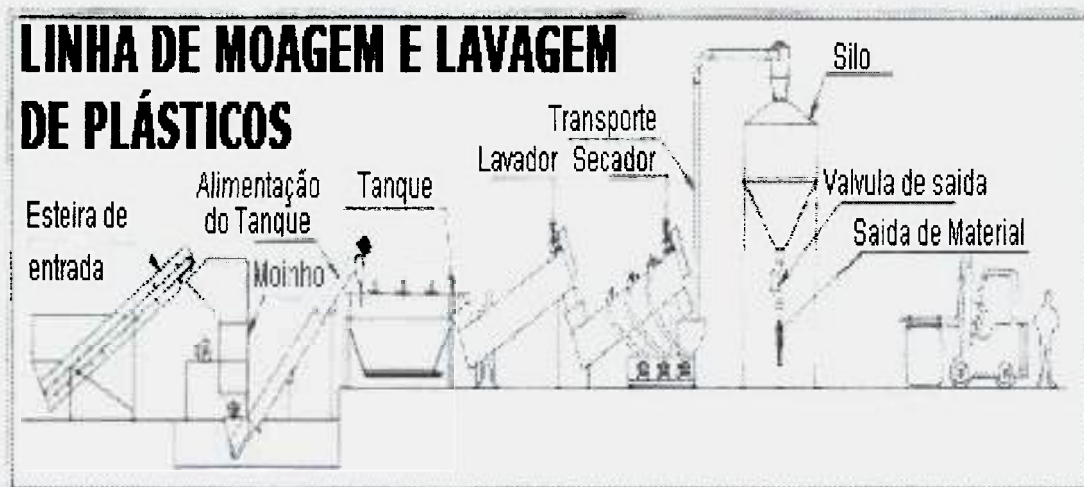 LINHA DE MOAGEM E LAVAGEM
DE PLÁSTICOS
Esteira de
entrada
Alimentação
do Tanque
Moinho
Tanque
Lavador
Secador
Transporte
Silo
Valvula de saida
Saida de Material